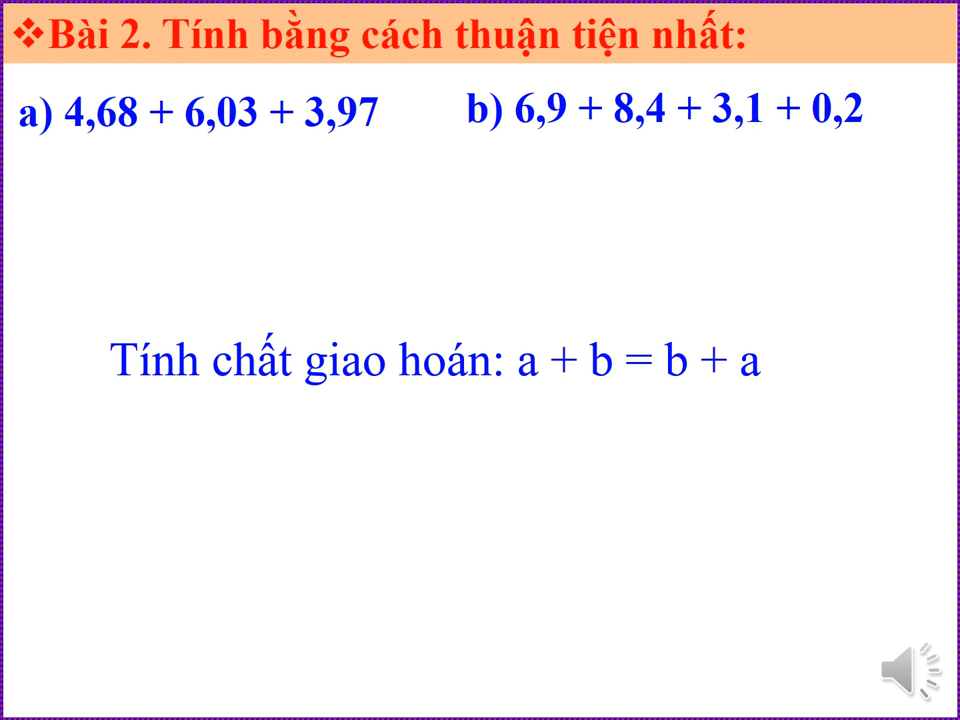 ❖Bài 2. Tính bằng cách thuận tiện nhất:
a) 4,68 + 6,03 + 3,97
b) 6,9 + 8,4 + 3,1 + 0,2
Tính chất giao hoán: a + b = b + a